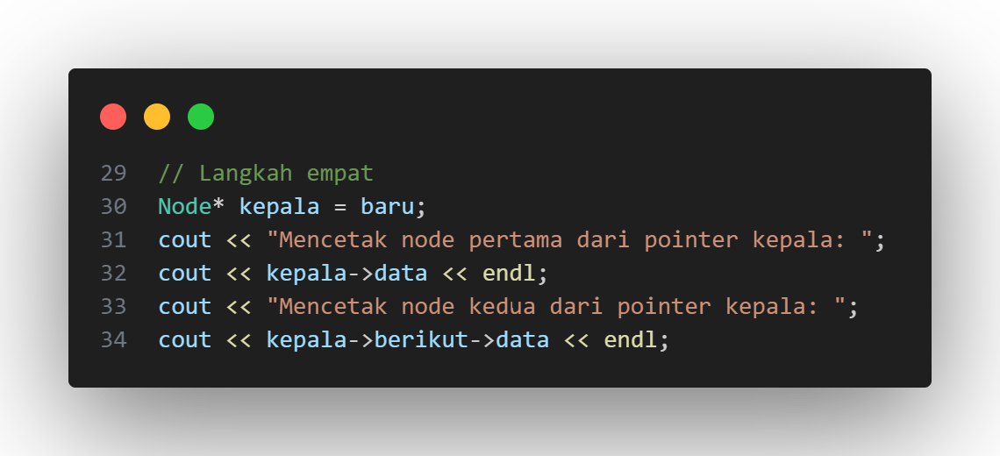 29 // Langkah empat
30 Node* kepala = baru;
31 cout << "Mencetak node pertama dari pointer kepala: ";
32 cout << kepala->data << endl;
33 cout << "Mencetak node kedua dari pointer kepala: ";
34 cout << kepala->berikut->data << endl;